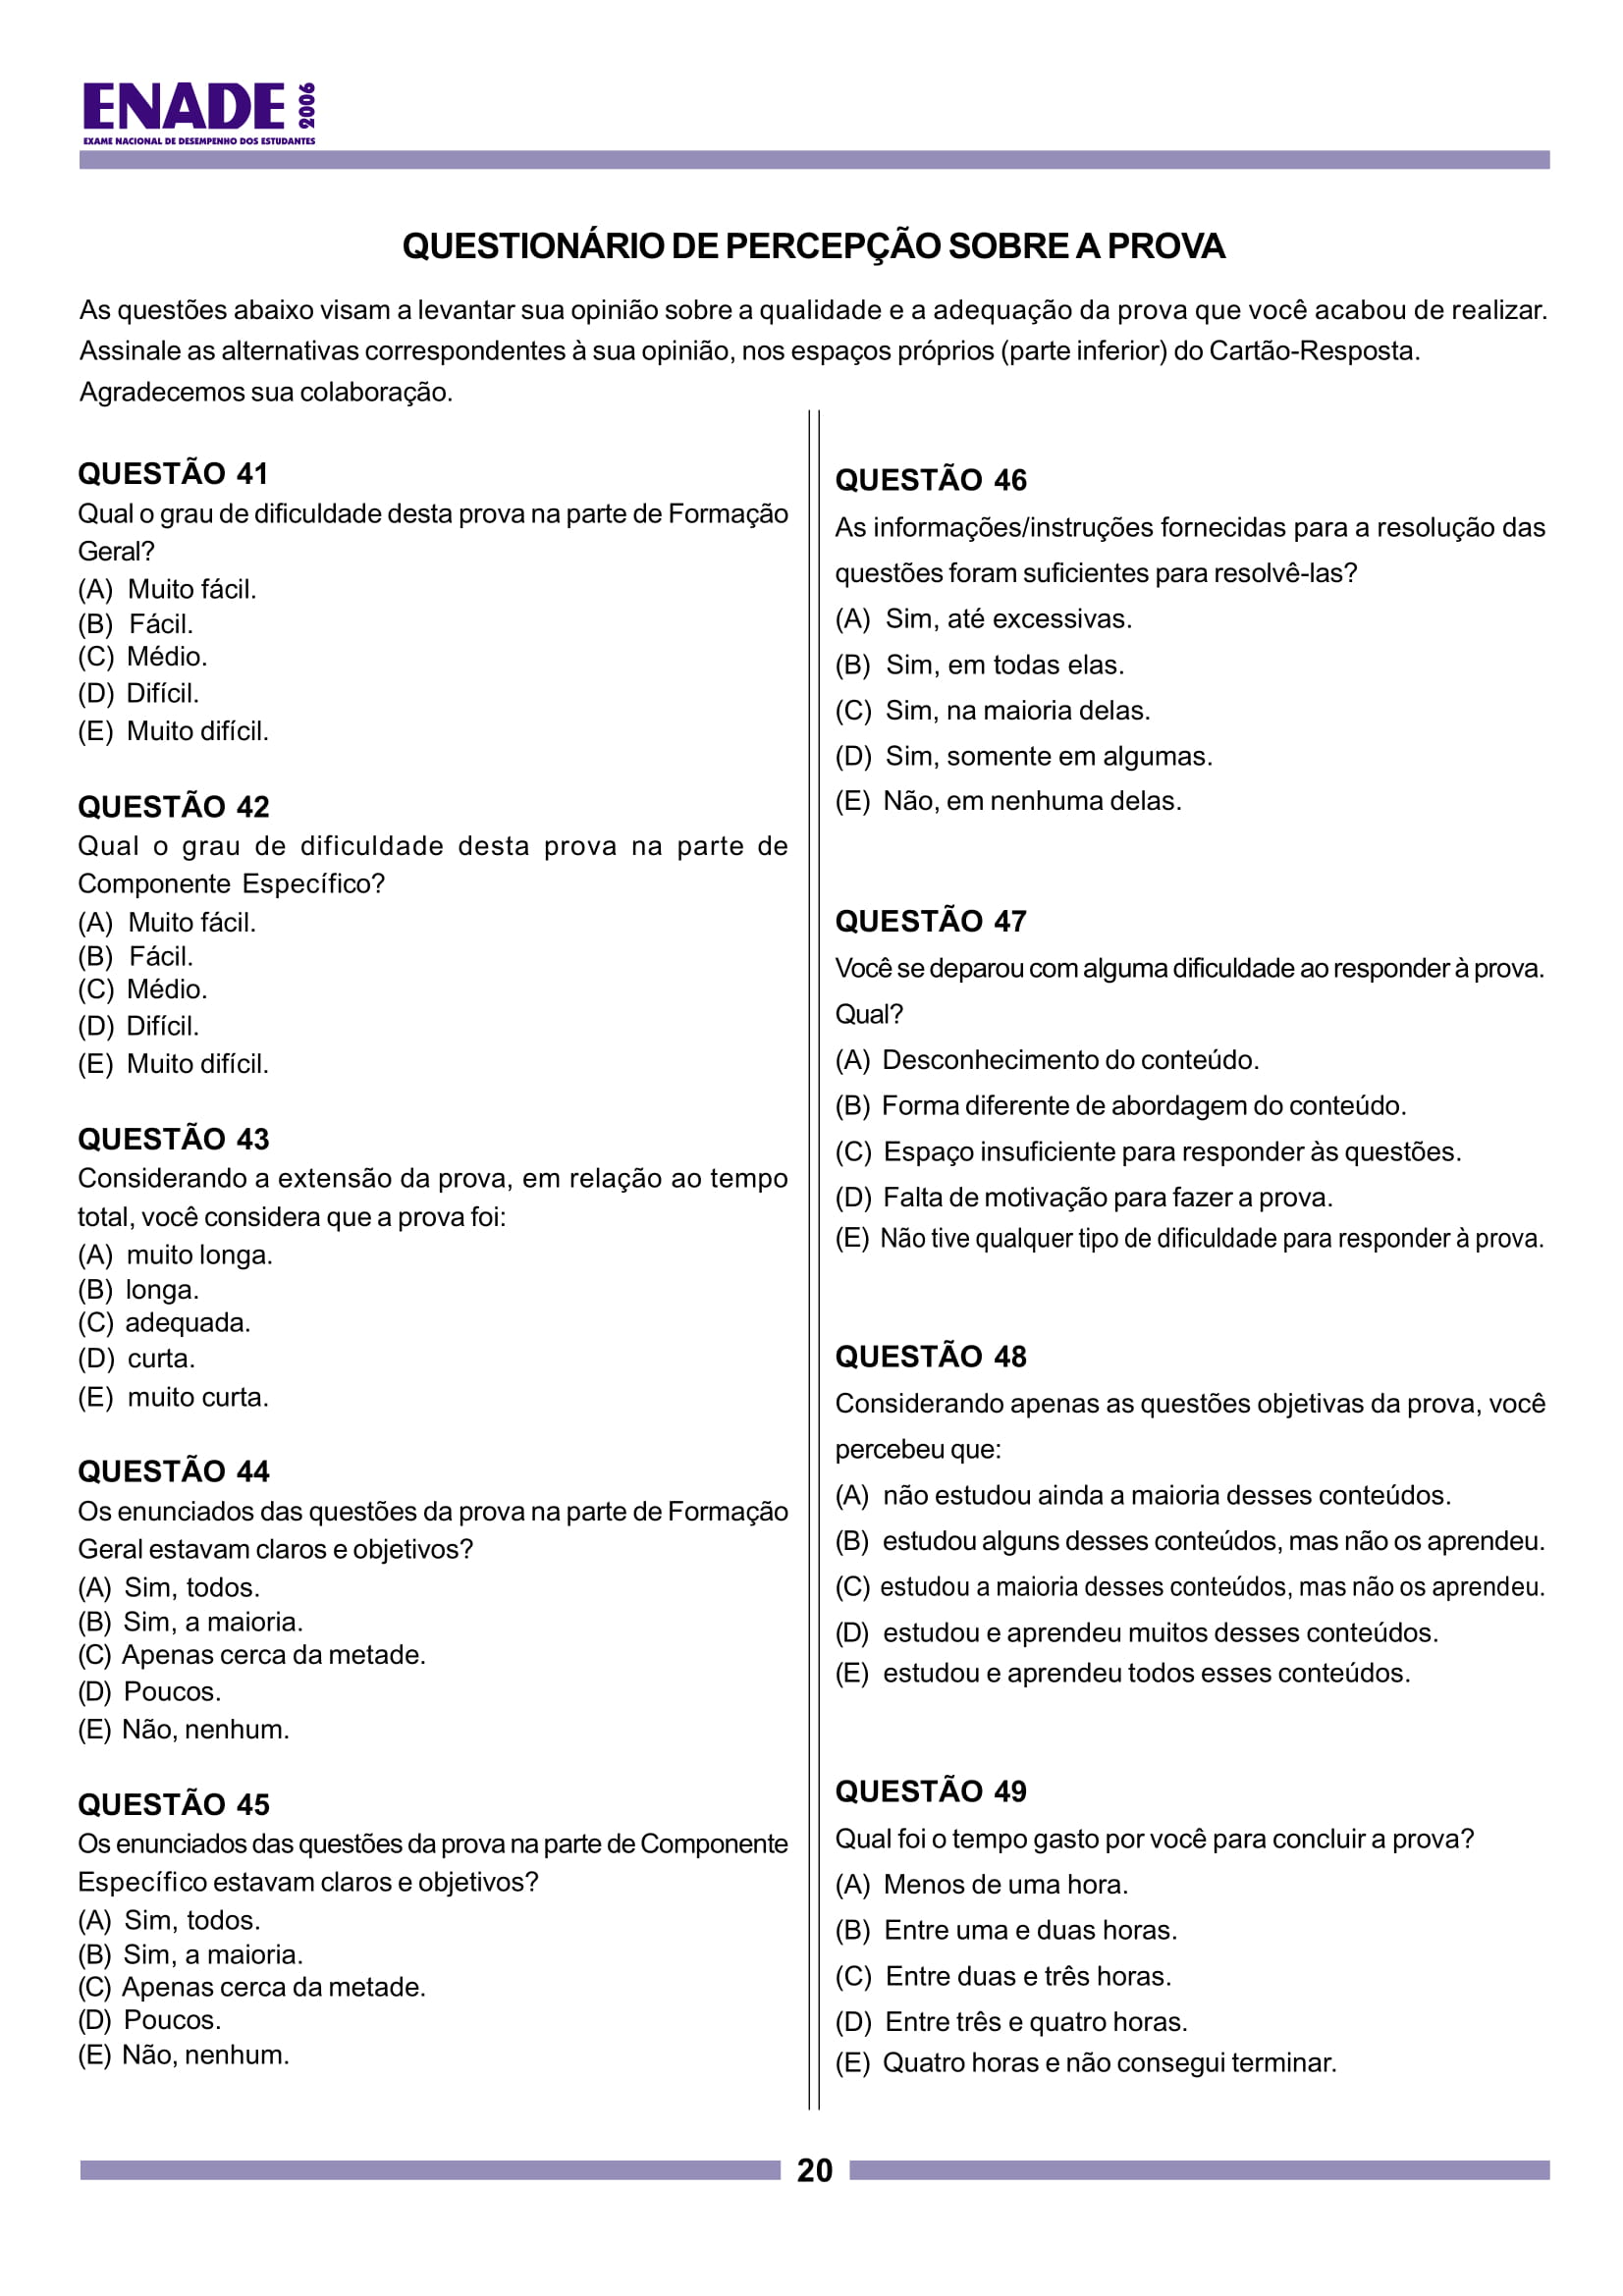 ENADE 2006
EXAME NACIONAL DE DESEMPENHO DOS ESTUDANTES
QUESTIONÁRIO DE PERCEPÇÃO SOBRE A PROVA
As questões abaixo visam a levantar sua opinião sobre a qualidade e a adequação da prova que você acabou de realizar.
Assinale as alternativas correspondentes à sua opinião, nos espaços próprios (parte inferior) do Cartão-Resposta.
Agradecemos sua colaboração.
QUESTÃO 41
Qual o grau de dificuldade desta prova na parte de Formação
Geral?
(A) Muito fácil.
(B) Fácil.
(C) Médio.
(D) Difícil.
(E) Muito difícil.
QUESTÃO 42
Qual o grau de dificuldade desta prova na parte de
Componente Específico?
(A) Muito fácil.
(B) Fácil.
(C) Médio.
(D) Difícil.
(E) Muito difícil.
QUESTÃO 43
Considerando a extensão da prova, em relação ao tempo
total, você considera que a prova foi:
(A) muito longa.
(B) longa.
(C) adequada.
(D) curta.
(E) muito curta.
QUESTÃO 44
Os enunciados das questões da prova na parte de Formação
Geral estavam claros e objetivos?
(A) Sim, todos.
(B) Sim, a maioria.
(C) Apenas cerca da metade.
(D) Poucos.
(E) Não, nenhum.
QUESTÃO 45
Os enunciados das questões da prova na parte de Componente
Específico estavam claros e objetivos?
(A) Sim, todos.
(B) Sim, a maioria.
(C) Apenas cerca da metade.
(D) Poucos.
(E) Não, nenhum.
QUESTÃO 46
As informações/instruções fornecidas para a resolução das
questões foram suficientes para resolvê-las?
(A) Sim, até excessivas.
(B) Sim, em todas elas.
(C) Sim, na maioria delas.
(D) Sim, somente em algumas.
(E) Não, em nenhuma delas.
QUESTÃO 47
Você se deparou com alguma dificuldade ao responder à prova.
Qual?
(A) Desconhecimento do conteúdo.
(B) Forma diferente de abordagem do conteúdo.
(C) Espaço insuficiente para responder às questões.
(D) Falta de motivação para fazer a prova.
(E) Não tive qualquer tipo de dificuldade para responder à prova.
QUESTÃO 48
Considerando apenas as questões objetivas da prova, você
percebeu que:
(A) não estudou ainda a maioria desses conteúdos.
(B) estudou alguns desses conteúdos, mas não os aprendeu.
(C) estudou a maioria desses conteúdos, mas não os aprendeu.
(D) estudou e aprendeu muitos desses conteúdos.
(E) estudou e aprendeu todos esses conteúdos.
QUESTÃO 49
Qual foi o tempo gasto por você para concluir a prova?
(A) Menos de uma hora.
(B) Entre uma e duas horas.
(C) Entre duas e três horas.
(D) Entre três e quatro horas.
(E) Quatro horas e não consegui terminar.
20